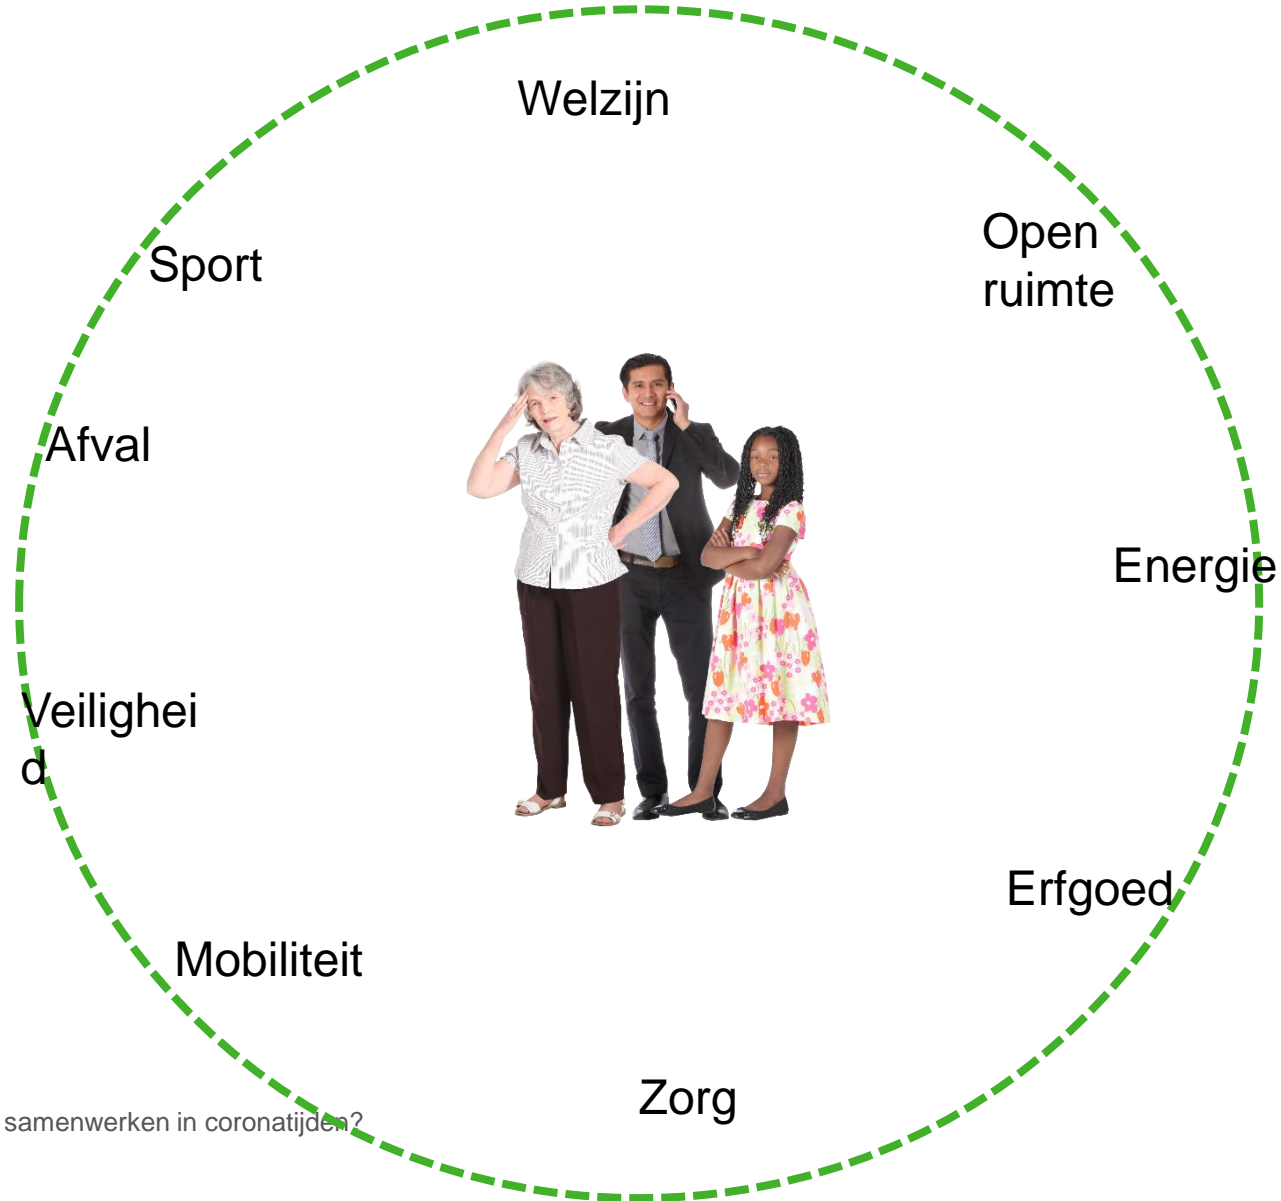 Welzijn
Open
ruimte
Sport
Afval
Energie
Veilighei
d
Erfgoed
Mobiliteit
Zorg
samenwerken in coronatijden?